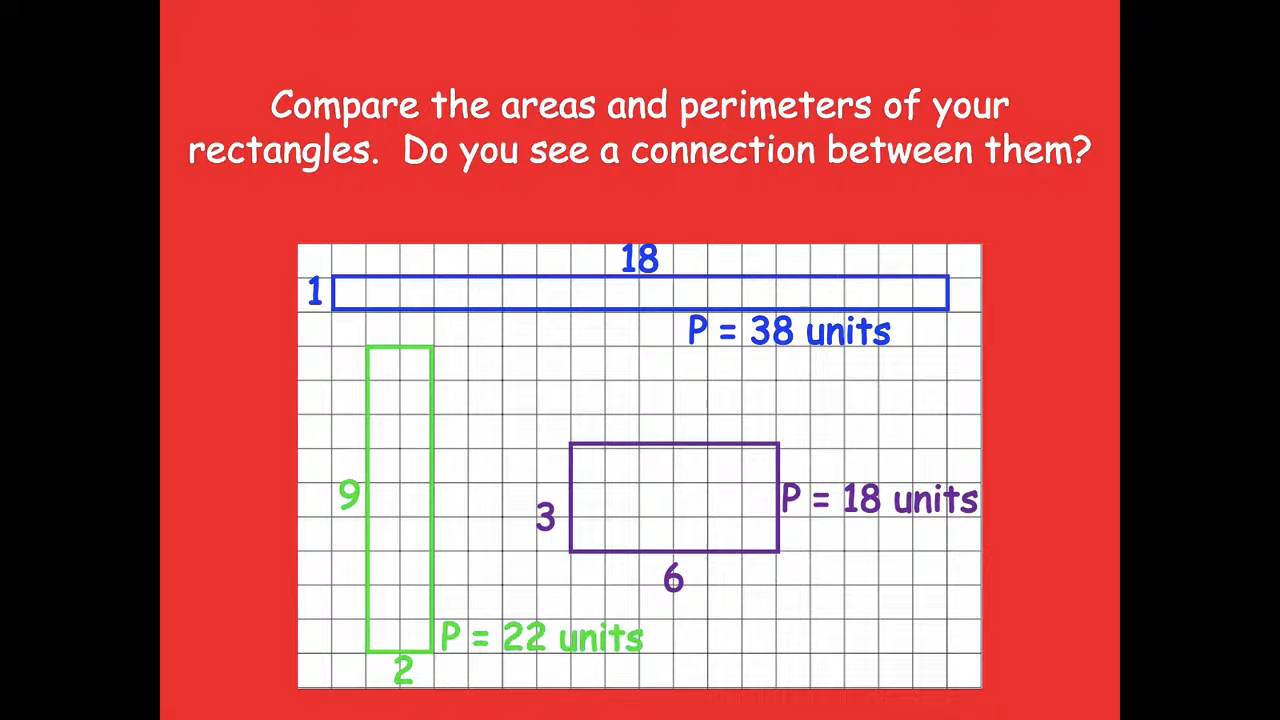 Compare the areas and perimeters of your
rectangles.  Do you see a connection between them?
18
1
P = 38 units
9
3
P = 18 units
6
P = 22 units
2